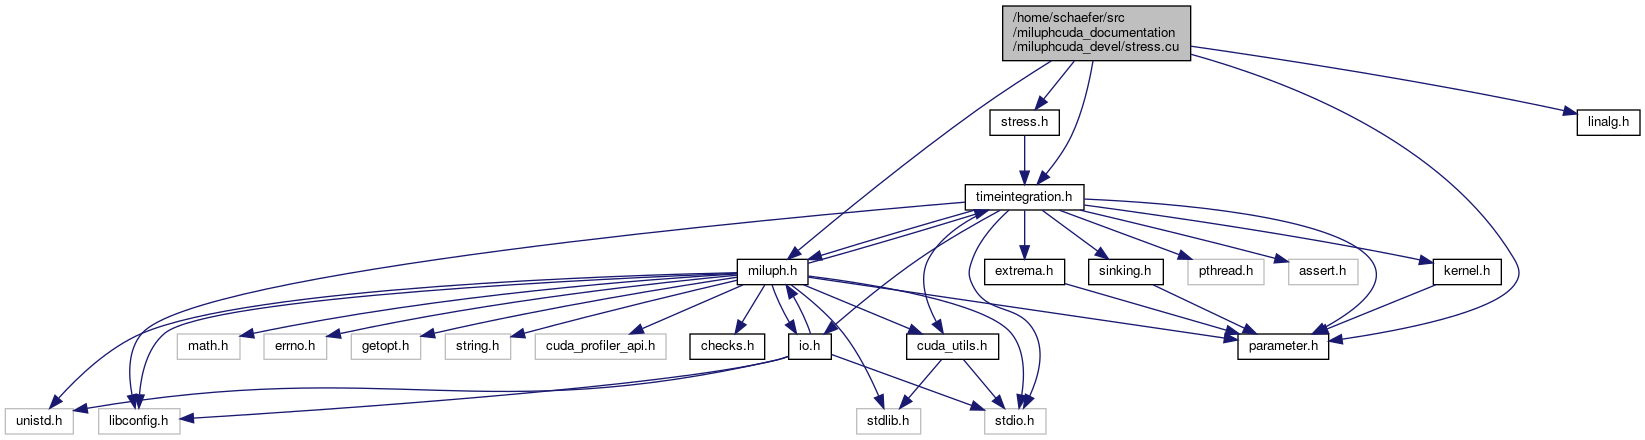 /home/schaefer/src
/miluphcuda_documentation
/miluphcuda_devel/stress.cu
stress.h
linalg.h
timeintegration.h
miluph.h
extrema.h
sinking.h
pthread.h
assert.h
kernel.h
math.h
errno.h
getopt.h
string.h
cuda_profiler_api.h
checks.h
io.h
cuda_utils.h
parameter.h
unistd.h
libconfig.h
stdlib.h
stdio.h